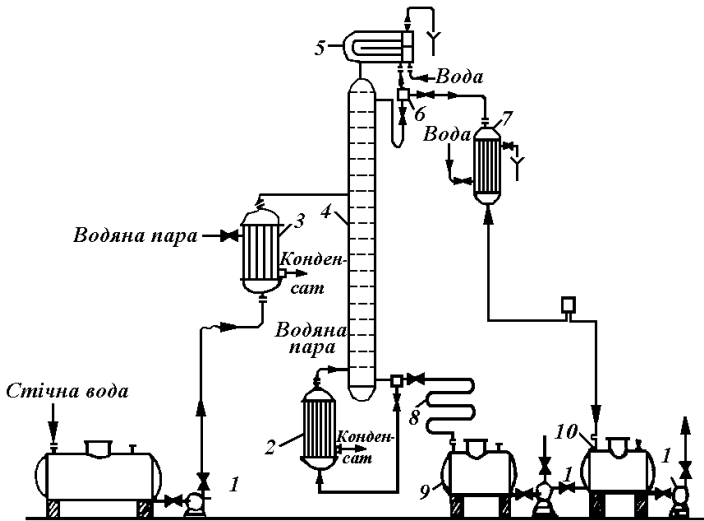 5
Вода
6
7
Вода
4
3
Водяна пара
Конден-
сат
Водяна
пара
Стічна вода
8
10
2
Конден-
сат
1
9
1
1